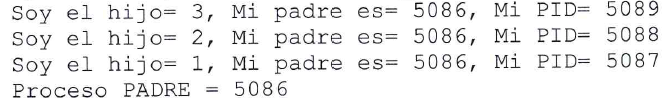 Soy el hijo= 3, Mi padre es= 5086, Mi PID= 5089
Soy el hijo= 2, Mi padre es= 5086, Mi PID= 5088
Soy el hijo= 1, Mi padre es= 5086, Mi PID= 5087
Proceso PADRE = 5086